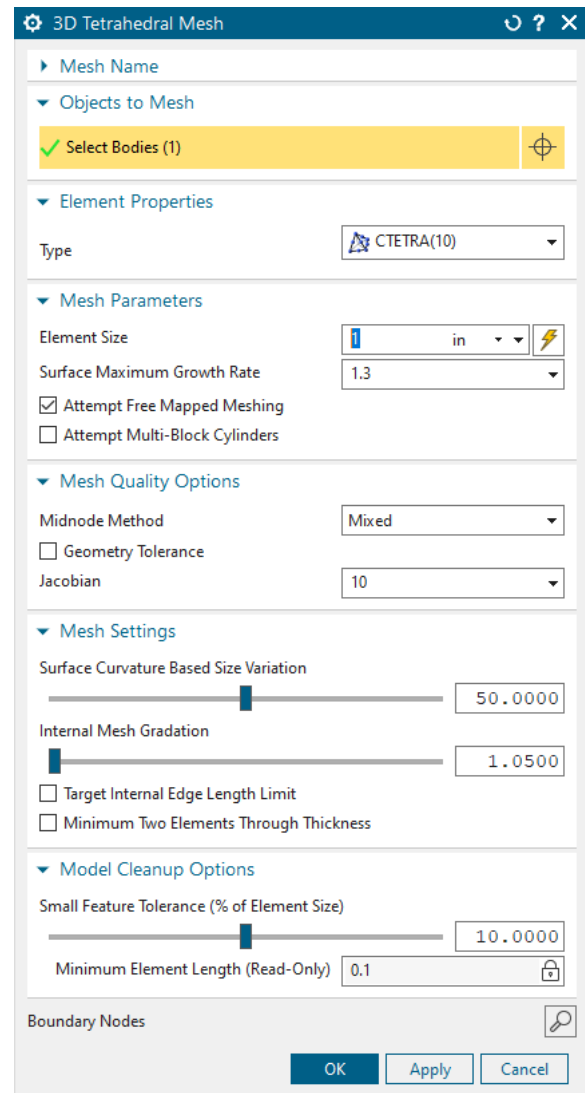 3D Tetrahedral Mesh
Mesh Name
Objects to Mesh
Select Bodies (1)
Element Properties
Type CTETRA(10)
Mesh Parameters
Element Size 1 in
Surface Maximum Growth Rate 1.3
Attempt Free Mapped Meshing
Attempt Multi-Block Cylinders
Mesh Quality Options
Midnode Method Mixed
Geometry Tolerance
Jacobian 10
Mesh Settings
Surface Curvature Based Size Variation
50.0000
Internal Mesh Gradation
1.0500
Target Internal Edge Length Limit
Minimum Two Elements Through Thickness
Model Cleanup Options
Small Feature Tolerance (% of Element Size)
10.0000
Minimum Element Length (Read-Only) 0.1
Boundary Nodes
OK Apply Cancel